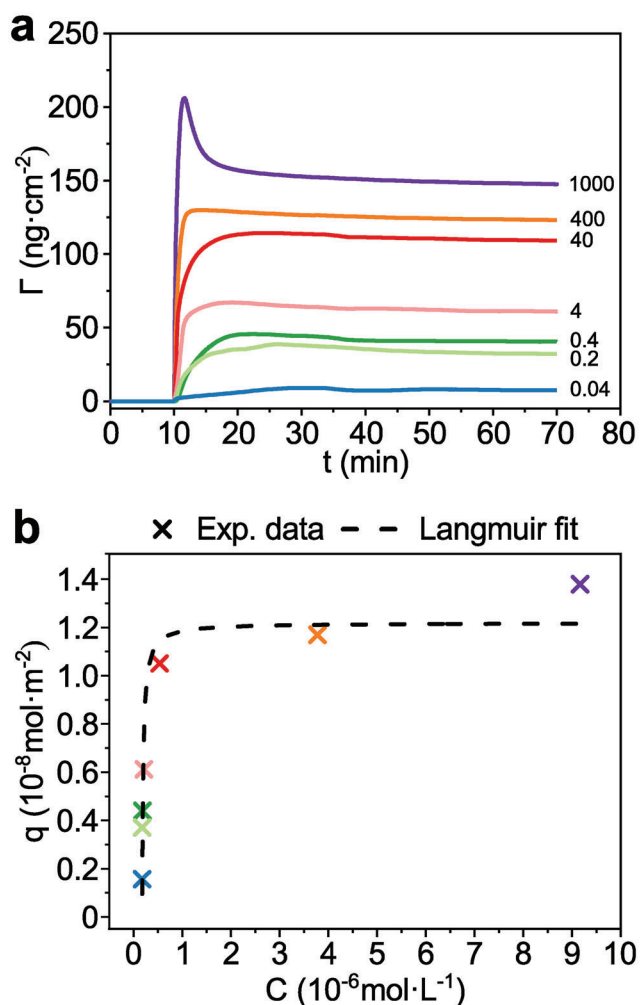 a
250
200
150
100
50
0
Γ (ng·cm⁻²)
1000
400
40
4
0.4
0.2
0.04
0 10 20 30 40 50 60 70 80
t (min)
b
Exp. data Langmuir fit
1.4
1.2
1.0
0.8
0.6
0.4
0.2
0
q (10⁻⁸mol·m⁻²)
0 1 2 3 4 5 6 7 8 9 10
C (10⁻⁶mol·L⁻¹)